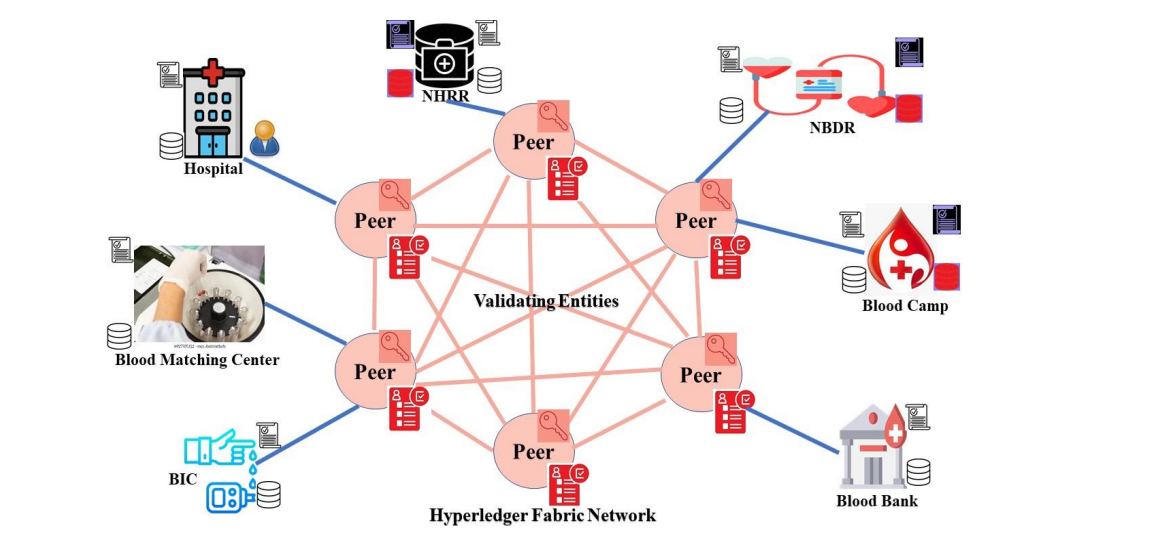 NHRR
NBDR
Peer
Hospital
Peer
Peer
Validating Entities
Blood Camp
Blood Matching Center
Peer
Peer
BIC
Peer
Blood Bank
Hyperledger Fabric Network